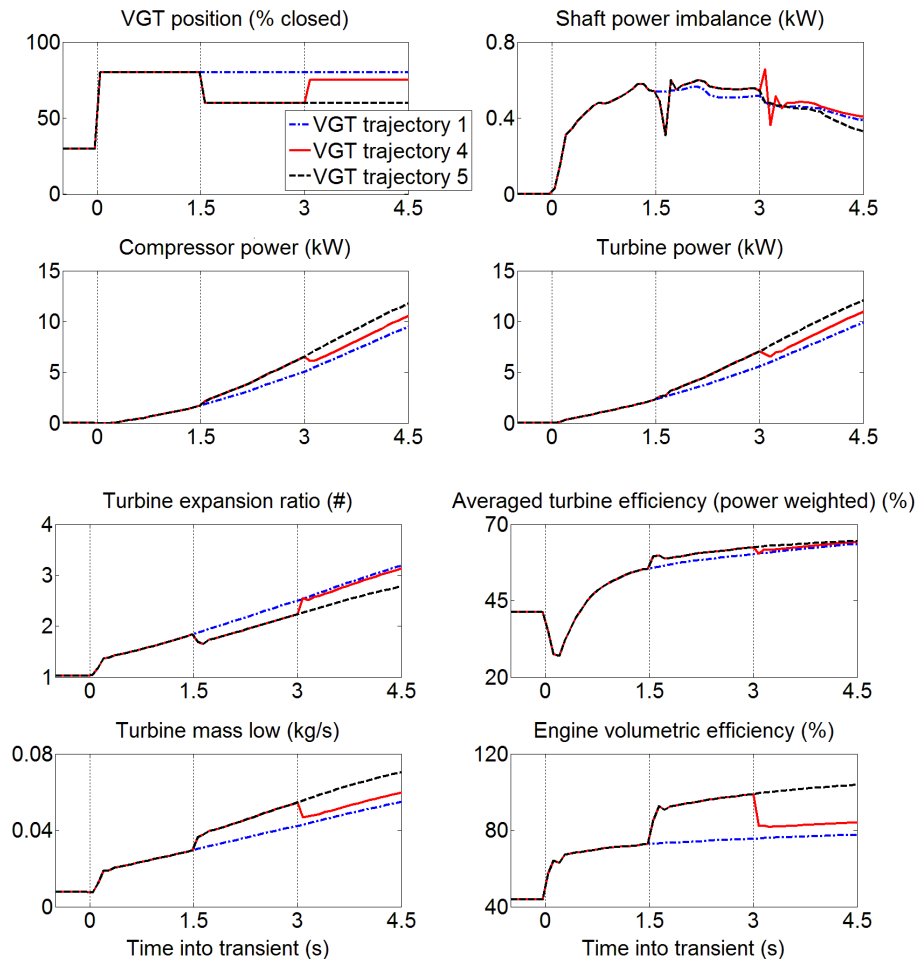 VGT position (% closed)
Shaft power imbalance (kW)
100
50
0
0 1.5 3 4.5
VGT trajectory 1
VGT trajectory 4
VGT trajectory 5
0.8
0.4
0
0 1.5 3 4.5
Compressor power (kW)
Turbine power (kW)
15
10
5
0
0 1.5 3 4.5
15
10
5
0
0 1.5 3 4.5
Turbine expansion ratio (#)
Averaged turbine efficiency (power weighted) (%)
4
3
2
1
0 1.5 3 4.5
70
45
20
0 1.5 3 4.5
Turbine mass low (kg/s)
Engine volumetric efficiency (%)
0.08
0.04
0
0 1.5 3 4.5
Time into transient (s)
120
80
40
0 1.5 3 4.5
Time into transient (s)